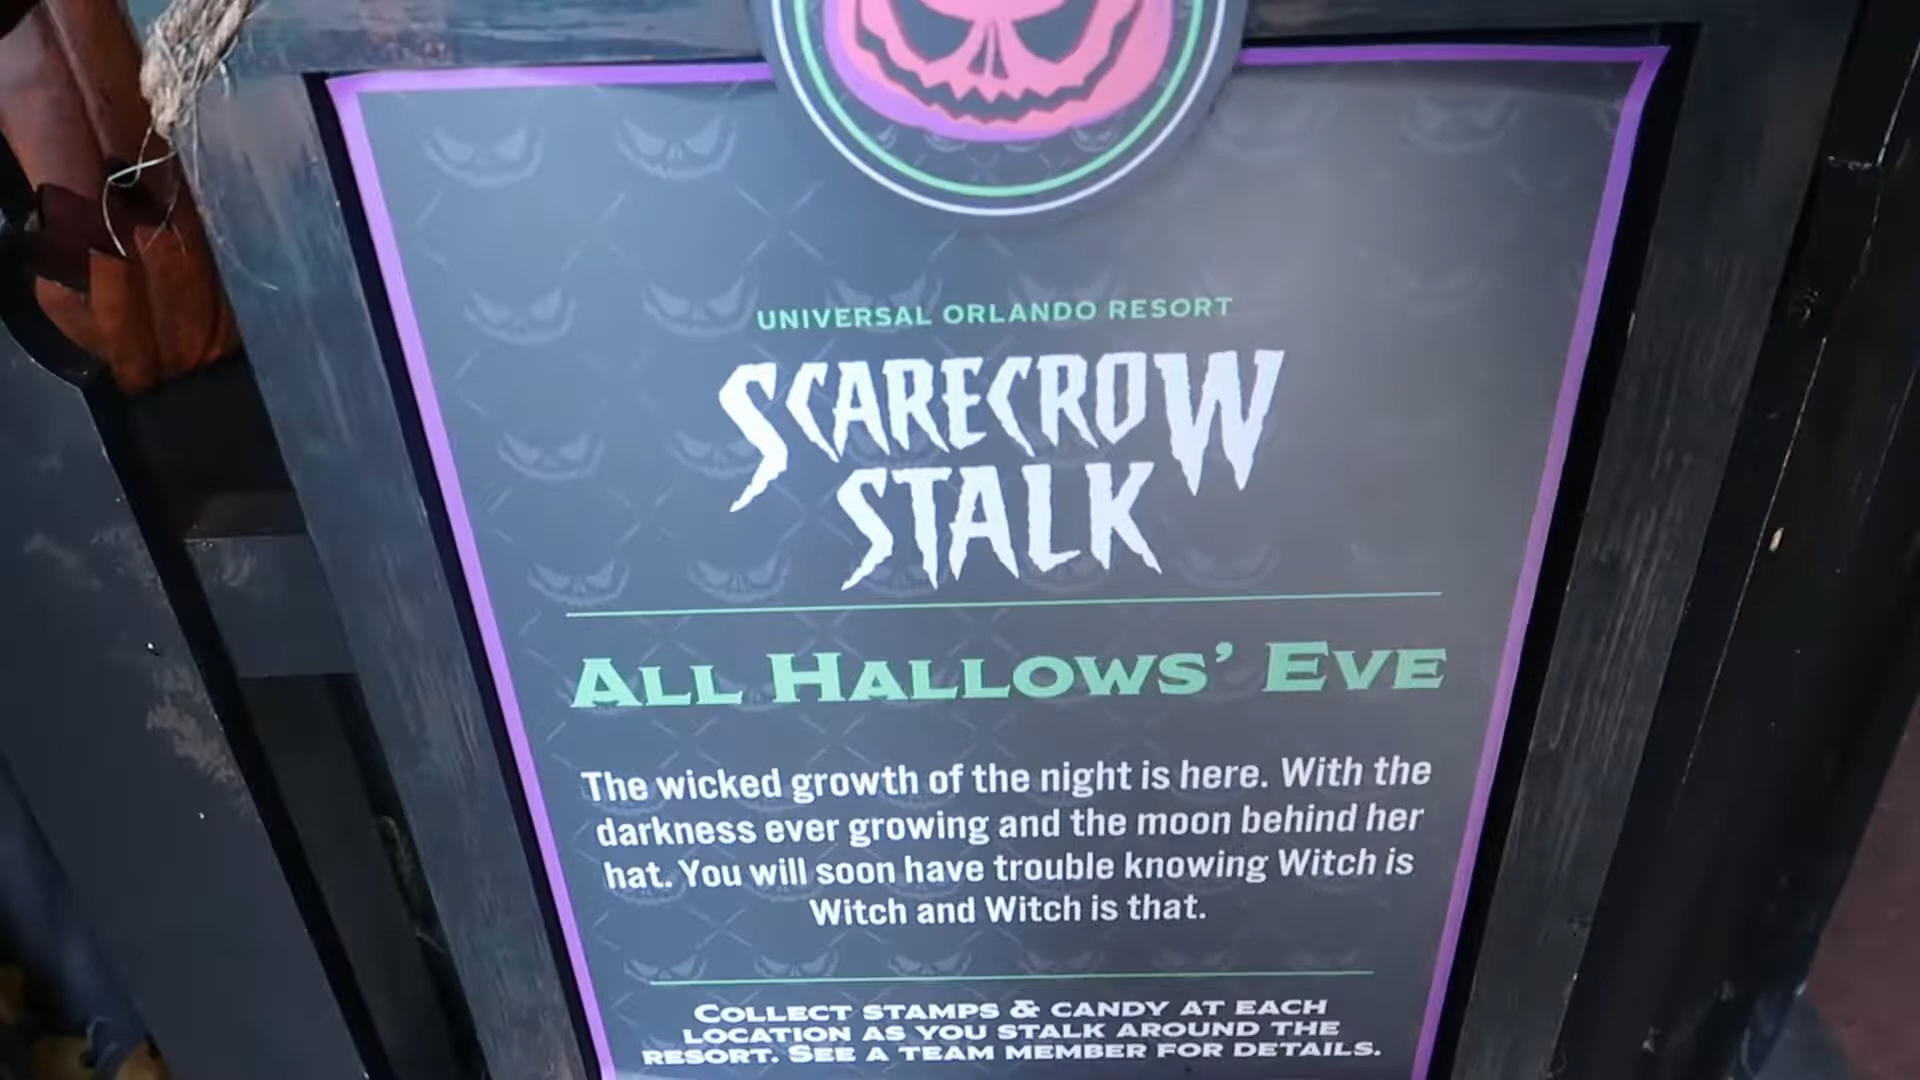 UNIVERSAL ORLANDO RESORT
SCARECROW
STALK
ALL HALLOWS' EVE
The wicked growth of the night is here. With the
darkness ever growing and the moon behind her
hat. You will soon have trouble knowing Witch is
Witch and Witch is that.
COLLECT STAMPS & CANDY AT EACH
LOCATION AS YOU STALK AROUND THE
RESORT. SEE A TEAM MEMBER FOR DETAILS.